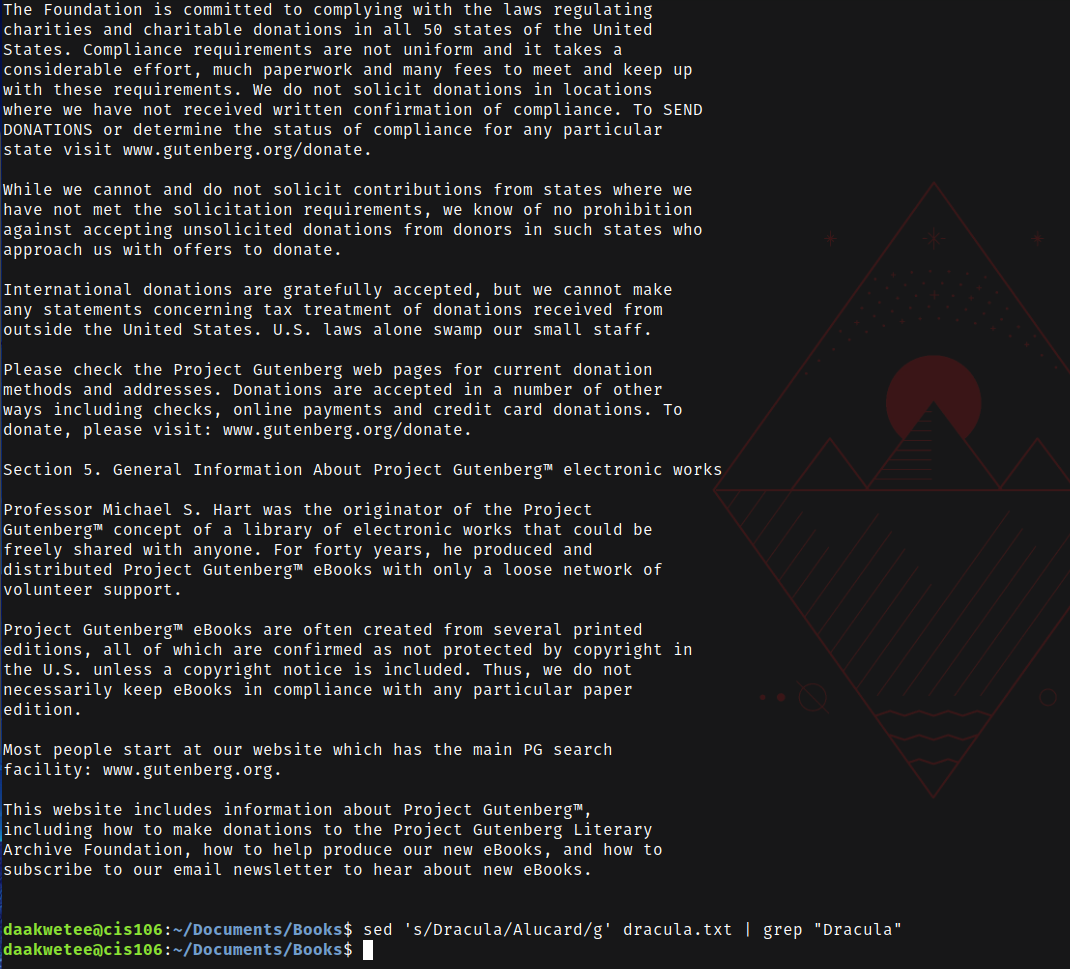 The Foundation is committed to complying with the laws regulating
charities and charitable donations in all 50 states of the United
States. Compliance requirements are not uniform and it takes a
considerable effort, much paperwork and many fees to meet and keep up
with these requirements. We do not solicit donations in locations
where we have not received written confirmation of compliance. To SEND
DONATIONS or determine the status of compliance for any particular
state visit www.gutenberg.org/donate.

While we cannot and do not solicit contributions from states where we
have not met the solicitation requirements, we know of no prohibition
against accepting unsolicited donations from donors in such states who
approach us with offers to donate.

International donations are gratefully accepted, but we cannot make
any statements concerning tax treatment of donations received from
outside the United States. U.S. laws alone swamp our small staff.

Please check the Project Gutenberg web pages for current donation
methods and addresses. Donations are accepted in a number of other
ways including checks, online payments and credit card donations. To
donate, please visit: www.gutenberg.org/donate.

Section 5. General Information About Project Gutenberg™ electronic works

Professor Michael S. Hart was the originator of the Project
Gutenberg™ concept of a library of electronic works that could be
freely shared with anyone. For forty years, he produced and
distributed Project Gutenberg™ eBooks with only a loose network of
volunteer support.

Project Gutenberg™ eBooks are often created from several printed
editions, all of which are confirmed as not protected by copyright in
the U.S. unless a copyright notice is included. Thus, we do not
necessarily keep eBooks in compliance with any particular paper
edition.

Most people start at our website which has the main PG search
facility: www.gutenberg.org.

This website includes information about Project Gutenberg™,
including how to make donations to the Project Gutenberg Literary
Archive Foundation, how to help produce our new eBooks, and how to
subscribe to our email newsletter to hear about new eBooks.

daakwetee@cis106:~/Documents/Books$ sed 's/Dracula/Alucard/g' dracula.txt | grep "Dracula"
daakwetee@cis106:~/Documents/Books$